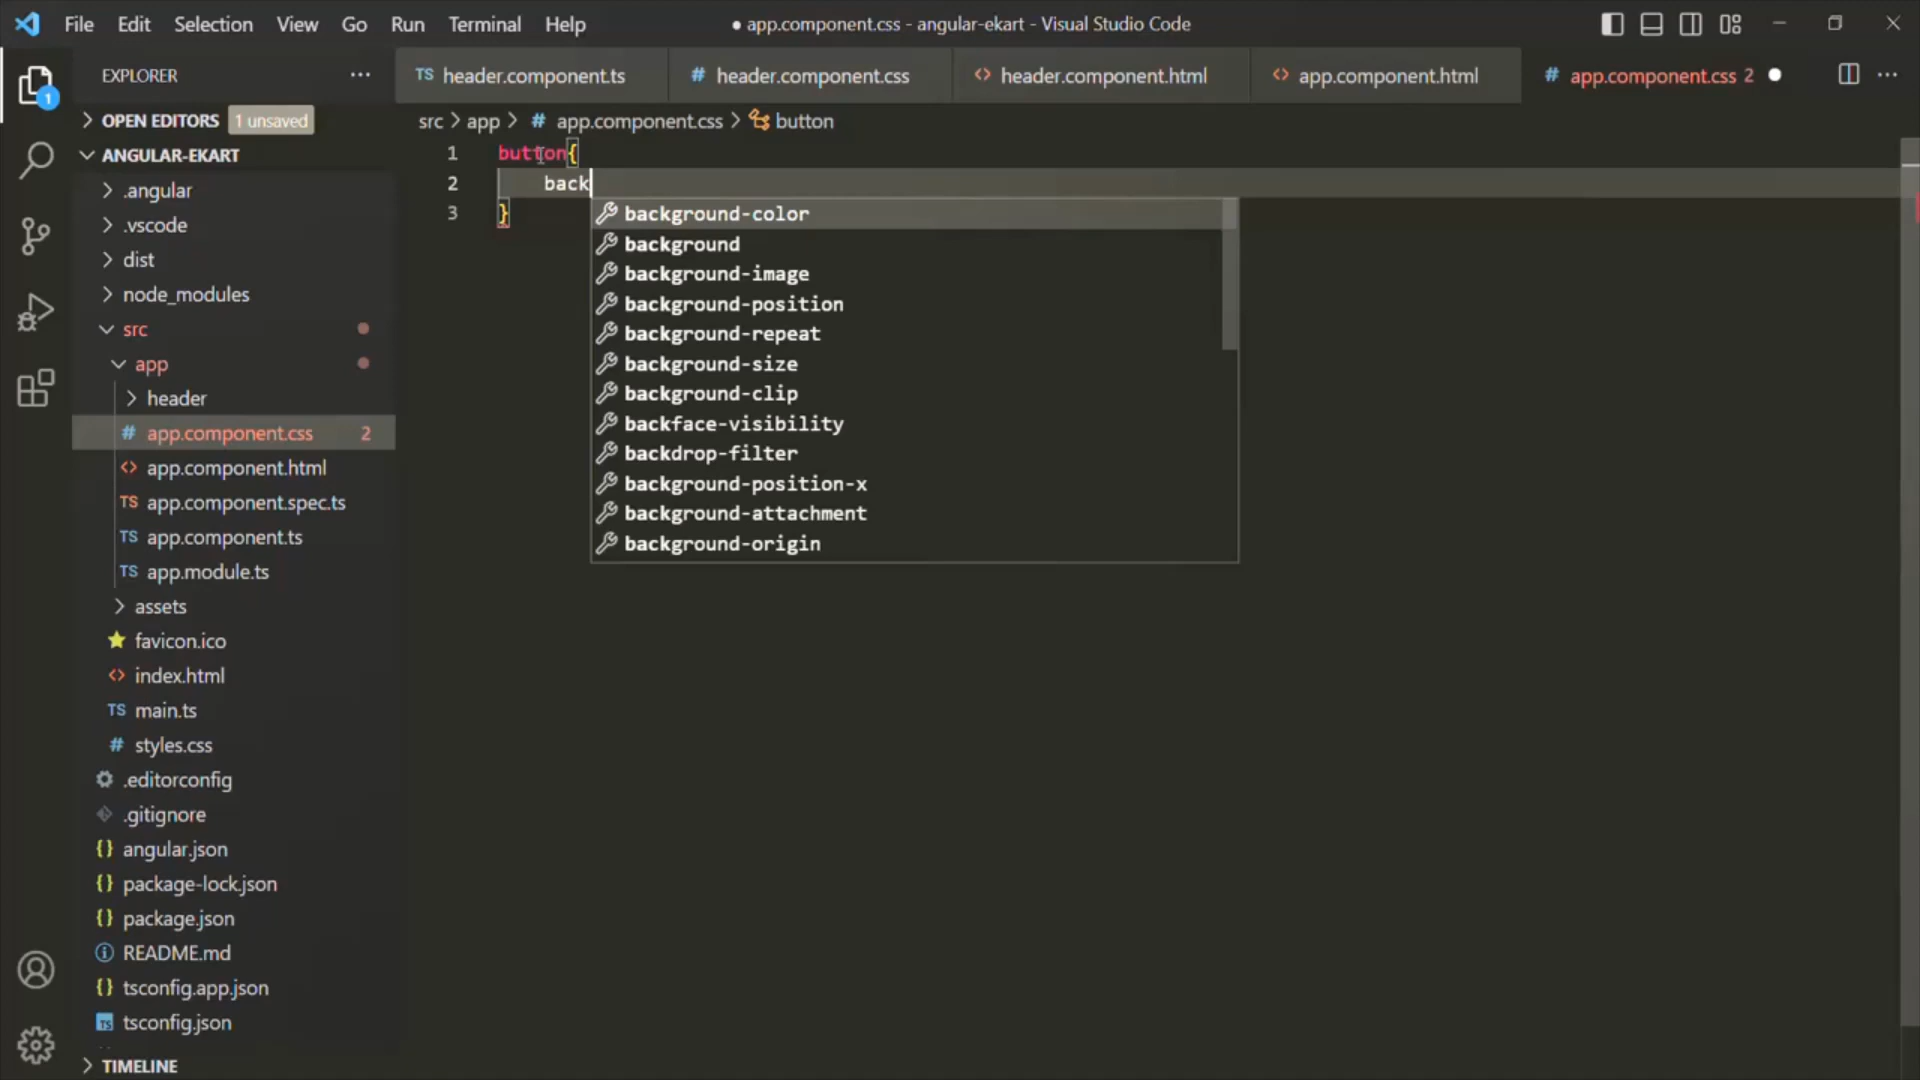 File Edit Selection View Go Run Terminal Help
● app.component.css - angular-ekart - Visual Studio Code
EXPLORER
TS header.component.ts
# header.component.css
<> header.component.html
<> app.component.html
# app.component.css 2
1
OPEN EDITORS 1 unsaved
src > app > # app.component.css > button
ANGULAR-EKART
.angular
.vscode
dist
node_modules
src
app
header
# app.component.css 2
<> app.component.html
TS app.component.spec.ts
TS app.component.ts
TS app.module.ts
assets
favicon.ico
<> index.html
TS main.ts
# styles.css
.editorconfig
.gitignore
{} angular.json
{} package-lock.json
{} package.json
README.md
{} tsconfig.app.json
TS tsconfig.json
TIMELINE
1 button{
2 back
3 }
background-color
background
background-image
background-position
background-repeat
background-size
background-clip
backface-visibility
backdrop-filter
background-position-x
background-attachment
background-origin